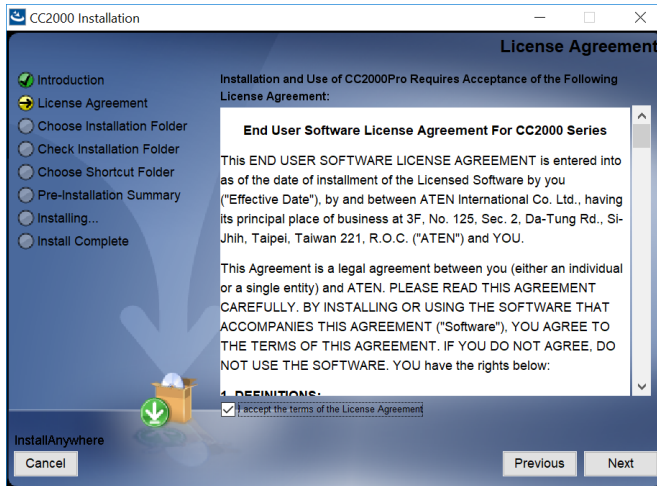 CC2000 Installation
License Agreement
Introduction
License Agreement
Choose Installation Folder
Check Installation Folder
Choose Shortcut Folder
Pre-Installation Summary
Installing...
Install Complete
Installation and Use of CC2000Pro Requires Acceptance of the Following
License Agreement:
End User Software License Agreement For CC2000 Series
This END USER SOFTWARE LICENSE AGREEMENT is entered into
as of the date of installment of the Licensed Software by you
("Effective Date"), by and between ATEN International Co. Ltd., having
its principal place of business at 3F, No. 125, Sec. 2, Da-Tung Rd., Si-
Jhih, Taipei, Taiwan 221, R.O.C. ("ATEN") and YOU.
This Agreement is a legal agreement between you (either an individual
or a single entity) and ATEN. PLEASE READ THIS AGREEMENT
CAREFULLY. BY INSTALLING OR USING THE SOFTWARE THAT
ACCOMPANIES THIS AGREEMENT ("Software"), YOU AGREE TO
THE TERMS OF THIS AGREEMENT. IF YOU DO NOT AGREE, DO
NOT USE THE SOFTWARE. YOU have the rights below:
1. DEFINITIONS:
I accept the terms of the License Agreement
InstallAnywhere
Cancel
Previous
Next